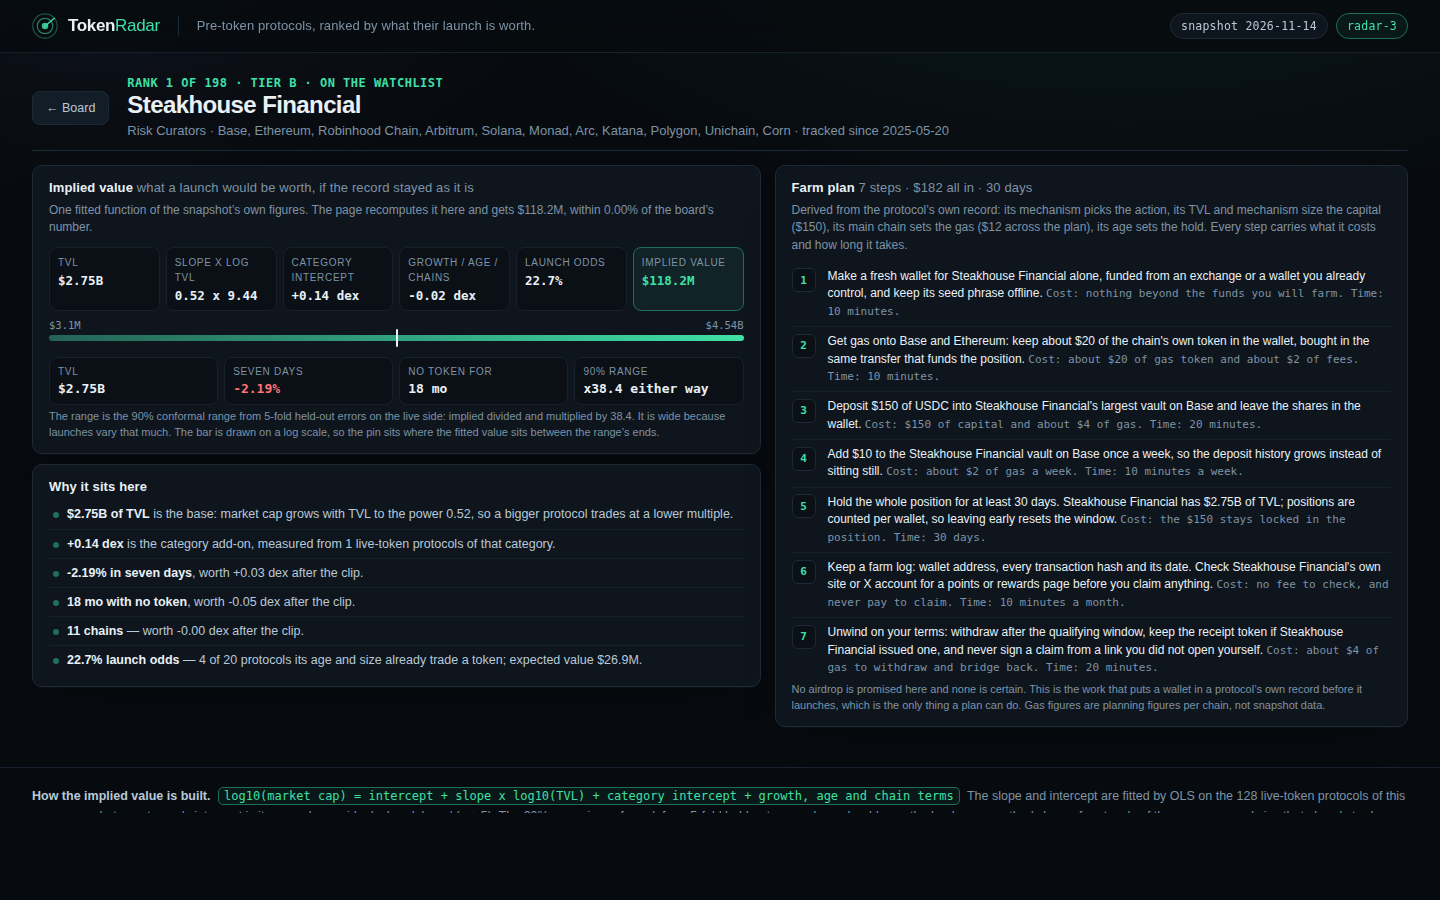 TokenRadar
Pre-token protocols, ranked by what their launch is worth.
snapshot 2026-11-14
radar-3
← Board
RANK 1 OF 198 · TIER B · ON THE WATCHLIST
Steakhouse Financial
Risk Curators · Base, Ethereum, Robinhood Chain, Arbitrum, Solana, Monad, Arc, Katana, Polygon, Unichain, Corn · tracked since 2025-05-20
Implied value what a launch would be worth, if the record stayed as it is
One fitted function of the snapshot's own figures. The page recomputes it here and gets $118.2M, within 0.00% of the board's
number.
TVL
$2.75B
SLOPE X LOG
TVL
0.52 x 9.44
CATEGORY
INTERCEPT
+0.14 dex
GROWTH / AGE /
CHAINS
-0.02 dex
LAUNCH ODDS
22.7%
IMPLIED VALUE
$118.2M
$3.1M
$4.54B
TVL
$2.75B
SEVEN DAYS
-2.19%
NO TOKEN FOR
18 mo
90% RANGE
x38.4 either way
The range is the 90% conformal range from 5-fold held-out errors on the live side: implied divided and multiplied by 38.4. It is wide because
launches vary that much. The bar is drawn on a log scale, so the pin sits where the fitted value sits between the range's ends.
Why it sits here
$2.75B of TVL is the base: market cap grows with TVL to the power 0.52, so a bigger protocol trades at a lower multiple.
+0.14 dex is the category add-on, measured from 1 live-token protocols of that category.
-2.19% in seven days, worth +0.03 dex after the clip.
18 mo with no token, worth -0.05 dex after the clip.
11 chains — worth -0.00 dex after the clip.
22.7% launch odds — 4 of 20 protocols its age and size already trade a token; expected value $26.9M.
Farm plan 7 steps · $182 all in · 30 days
Derived from the protocol's own record: its mechanism picks the action, its TVL and mechanism size the capital
($150), its main chain sets the gas ($12 across the plan), its age sets the hold. Every step carries what it costs
and how long it takes.
1
Make a fresh wallet for Steakhouse Financial alone, funded from an exchange or a wallet you already
control, and keep its seed phrase offline. Cost: nothing beyond the funds you will farm. Time:
10 minutes.
2
Get gas onto Base and Ethereum: keep about $20 of the chain's own token in the wallet, bought in the
same transfer that funds the position. Cost: about $20 of gas token and about $2 of fees.
Time: 10 minutes.
3
Deposit $150 of USDC into Steakhouse Financial's largest vault on Base and leave the shares in the
wallet. Cost: $150 of capital and about $4 of gas. Time: 20 minutes.
4
Add $10 to the Steakhouse Financial vault on Base once a week, so the deposit history grows instead of
sitting still. Cost: about $2 of gas a week. Time: 10 minutes a week.
5
Hold the whole position for at least 30 days. Steakhouse Financial has $2.75B of TVL; positions are
counted per wallet, so leaving early resets the window. Cost: the $150 stays locked in the
position. Time: 30 days.
6
Keep a farm log: wallet address, every transaction hash and its date. Check Steakhouse Financial's own
site or X account for a points or rewards page before you claim anything. Cost: no fee to check, and
never pay to claim. Time: 10 minutes a month.
7
Unwind on your terms: withdraw after the qualifying window, keep the receipt token if Steakhouse
Financial issued one, and never sign a claim from a link you did not open yourself. Cost: about $4 of
gas to withdraw and bridge back. Time: 20 minutes.
No airdrop is promised here and none is certain. This is the work that puts a wallet in a protocol's own record before it
launches, which is the only thing a plan can do. Gas figures are planning figures per chain, not snapshot data.
How the implied value is built. log10(market cap) = intercept + slope x log10(TVL) + category intercept + growth, age and chain terms The slope and intercept are fitted by OLS on the 128 live-token protocols of this